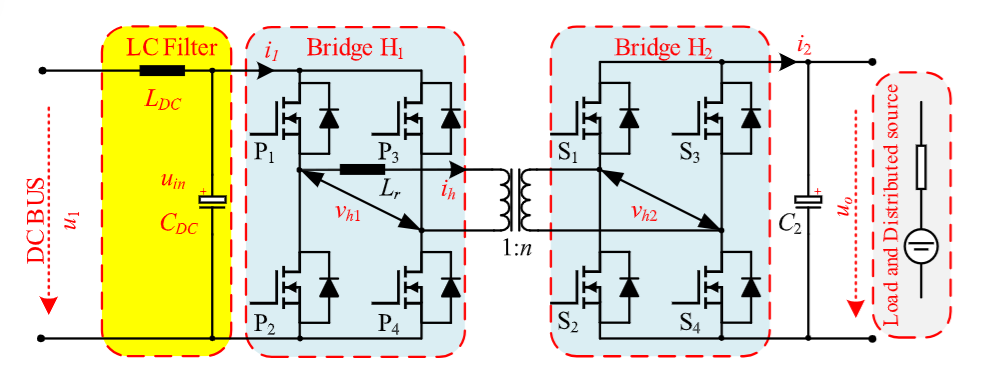 LC Filter
i1
Bridge H1
Bridge H2
i2
LDC
P1
P3
S1
S3
Lr
ih
DC BUS
u1
uin
CDC
vh1
vh2
C2
uo
Load and Distributed source
1:n
P2
P4
S2
S4
+
+